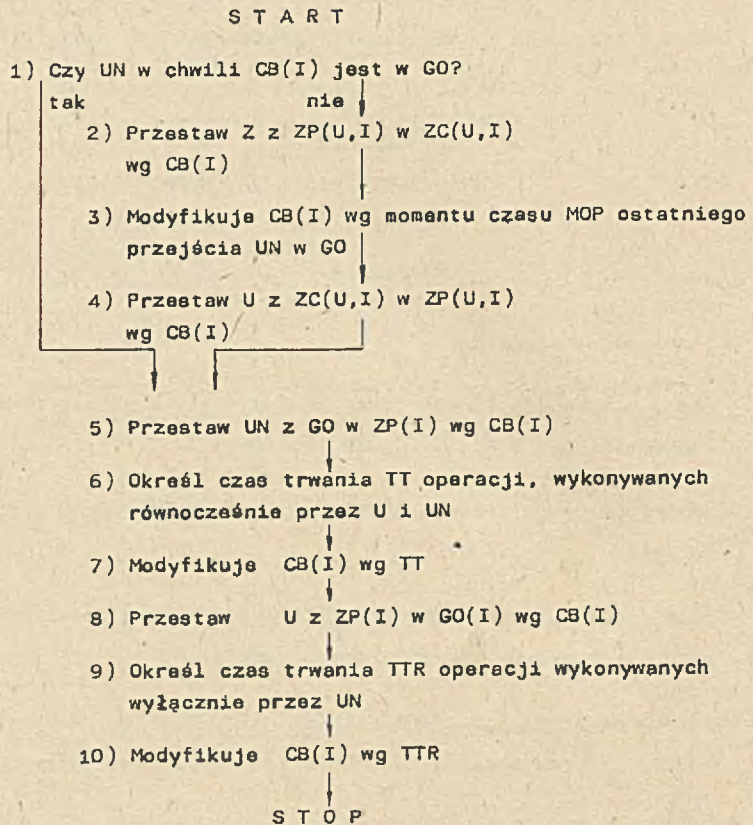 S T A R T
1) Czy UN w chwili CB(I) jest w GO?
tak nie
2) Przestaw Z z ZP(U,I) w ZC(U,I)
wg CB(I)
3) Modyfikuje CB(I) wg momentu czasu MOP ostatniego
przejścia UN w GO
4) Przestaw U z ZC(U,I) w ZP(U,I)
wg CB(I)
5) Przestaw UN z GO w ZP(I) wg CB(I)
6) Określ czas trwania TT operacji, wykonywanych
równocześnie przez U i UN
7) Modyfikuje CB(I) wg TT
8) Przestaw U z ZP(I) w GO(I) wg CB(I)
9) Określ czas trwania TTR operacji wykonywanych
wyłącznie przez UN
10) Modyfikuje CB(I) wg TTR
S T O P